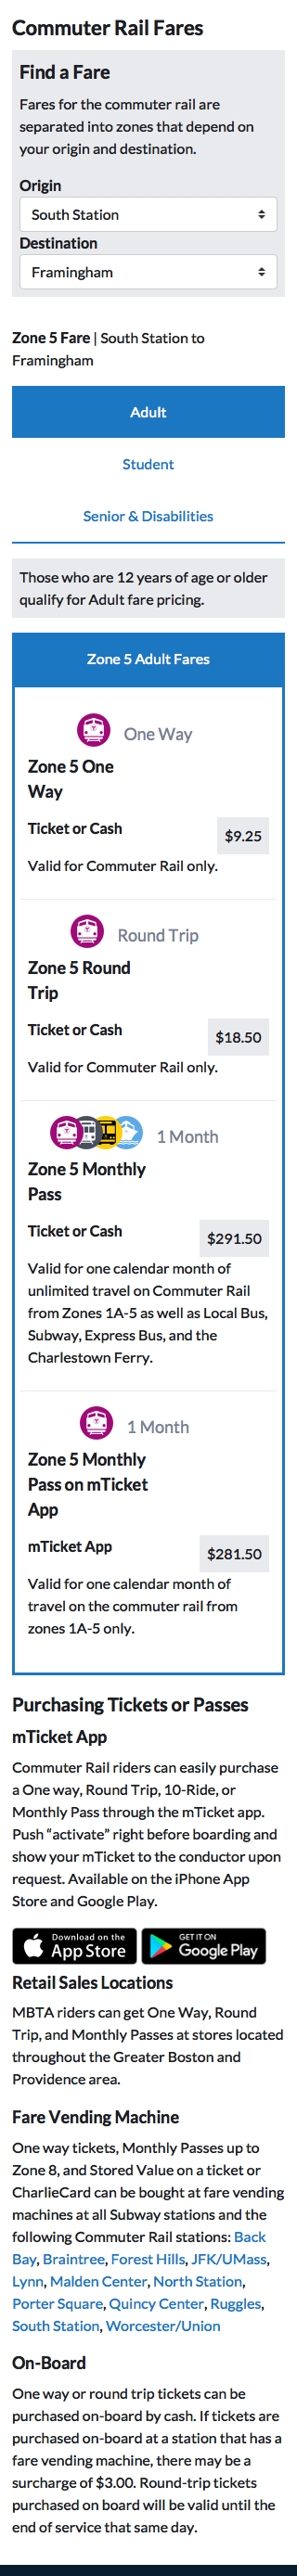 Commuter Rail Fares
Find a Fare
Fares for the commuter rail are
separated into zones that depend on
your origin and destination.
Origin
South Station
Destination
Framingham
Zone 5 Fare | South Station to
Framingham
Adult
Student
Senior & Disabilities
Those who are 12 years of age or older
qualify for Adult fare pricing.
Zone 5 Adult Fares
One Way
Zone 5 One
Way
Ticket or Cash
$9.25
Valid for Commuter Rail only.
Round Trip
Zone 5 Round
Trip
Ticket or Cash
$18.50
Valid for Commuter Rail only.
1 Month
Zone 5 Monthly
Pass
Ticket or Cash
$291.50
Valid for one calendar month of
unlimited travel on Commuter Rail
from Zones 1A-5 as well as Local Bus,
Subway, Express Bus, and the
Charlestown Ferry.
1 Month
Zone 5 Monthly
Pass on mTicket
App
mTicket App
$281.50
Valid for one calendar month of
travel on the commuter rail from
zones 1A-5 only.
Purchasing Tickets or Passes
mTicket App
Commuter Rail riders can easily purchase
a One way, Round Trip, 10-Ride, or
Monthly Pass through the mTicket app.
Push “activate” right before boarding and
show your mTicket to the conductor upon
request. Available on the iPhone App
Store and Google Play.
Download on the
App Store
GET IT ON
Google Play
Retail Sales Locations
MBTA riders can get One Way, Round
Trip, and Monthly Passes at stores located
throughout the Greater Boston and
Providence area.
Fare Vending Machine
One way tickets, Monthly Passes up to
Zone 8, and Stored Value on a ticket or
CharlieCard can be bought at fare vending
machines at all Subway stations and the
following Commuter Rail stations: Back
Bay, Braintree, Forest Hills, JFK/UMass,
Lynn, Malden Center, North Station,
Porter Square, Quincy Center, Ruggles,
South Station, Worcester/Union
On-Board
One way or round trip tickets can be
purchased on-board by cash. If tickets are
purchased on-board at a station that has a
fare vending machine, there may be a
surcharge of $3.00. Round-trip tickets
purchased on board will be valid until the
end of service that same day.